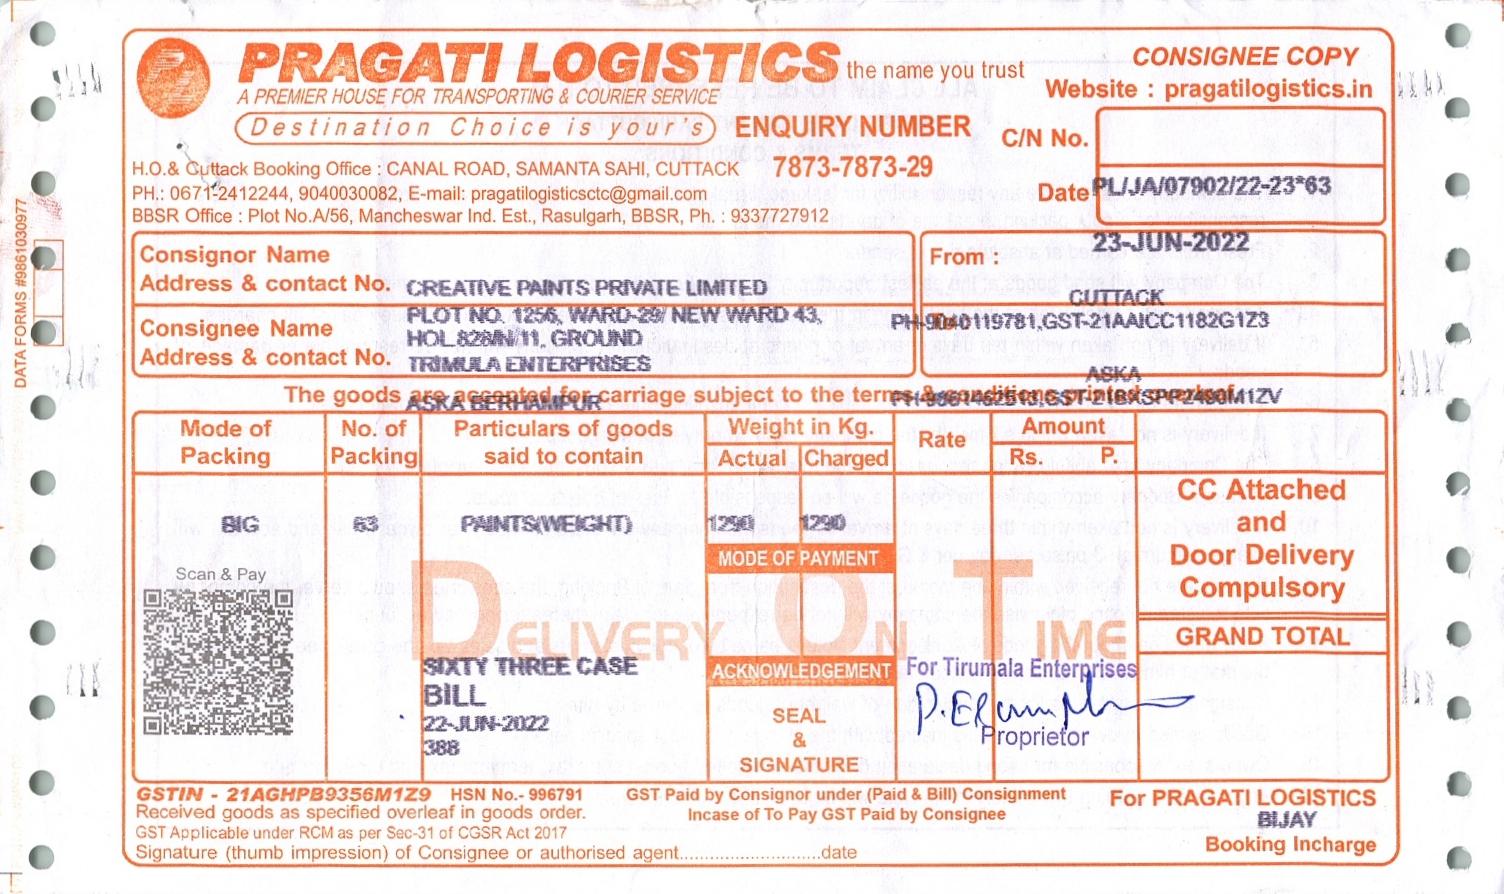 PRAGATI LOGISTICS the name you trust
A PREMIER HOUSE FOR TRANSPORTING & COURIER SERVICE
Destination Choice is your's
ENQUIRY NUMBER
7873-7873-29
CONSIGNEE COPY
Website : pragatilogistics.in
C/N No.
Date PL/JA/07902/22-23*63
23-JUN-2022
H.O.& Cuttack Booking Office : CANAL ROAD, SAMANTA SAHI, CUTTACK
PH.: 0671-2412244, 9040030082, E-mail: pragatilogisticsctc@gmail.com
BBSR Office : Plot No.A/56, Mancheswar Ind. Est., Rasulgarh, BBSR, Ph. : 9337727912
DATA FORMS #9861030977
Consignor Name
Address & contact No. CREATIVE PAINTS PRIVATE LIMITED
PLOT NO. 1256, WARD-29/ NEW WARD 43,
HOL.828/N/11, GROUND
Consignee Name
Address & contact No. TRIMULA ENTERPRISES
ASKA BERHAMPUR
From :
CUTTACK
PH-9040119781,GST-21AAICC1182G1Z3
To
ASKA
The goods are accepted for carriage subject to the terms & conditions printed overleaf
Mode of Packing
No. of Packing
Particulars of goods said to contain
Weight in Kg.
Actual Charged
Rate
Amount
Rs. P.
BIG 63 PAINTS(WEIGHT) 1290 1290
CC Attached
and
Door Delivery
Compulsory
GRAND TOTAL
Scan & Pay
MODE OF PAYMENT
DELIVERY ON TIME
SIXTY THREE CASE
BILL
22-JUN-2022
388
ACKNOWLEDGEMENT
SEAL
&
SIGNATURE
For Tirumala Enterprises
Proprietor
GSTIN - 21AGHPB9356M1Z9 HSN No.- 996791
Received goods as specified overleaf in goods order.
GST Applicable under RCM as per Sec-31 of CGSR Act 2017
Signature (thumb impression) of Consignee or authorised agent............................date
GST Paid by Consignor under (Paid & Bill) Consignment
Incase of To Pay GST Paid by Consignee
For PRAGATI LOGISTICS
BIJAY
Booking Incharge